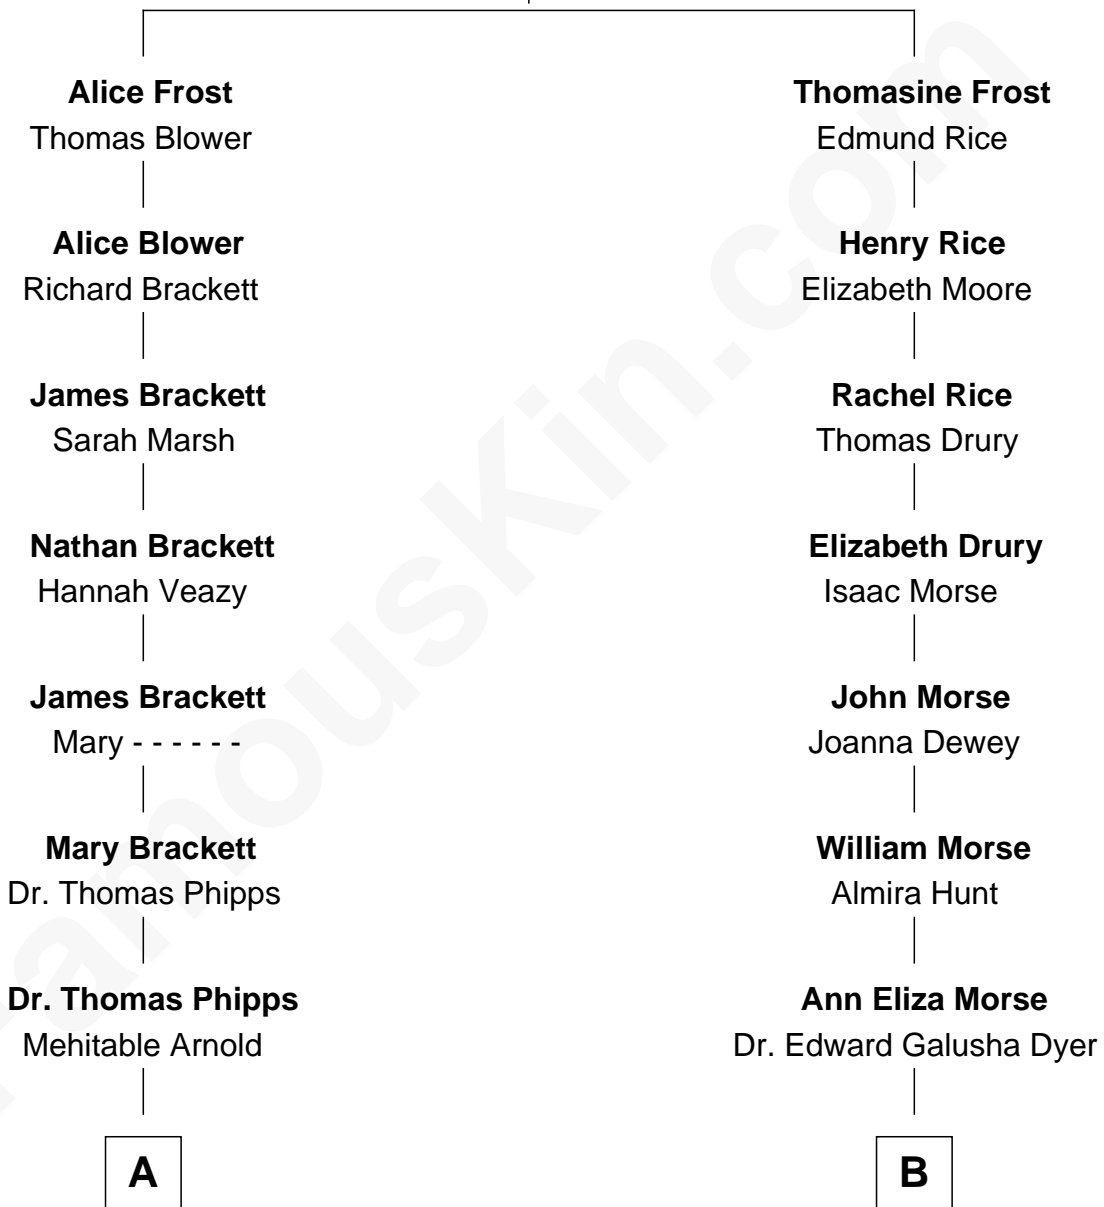 Alice Frost
Thomas Blower
Alice Blower
Richard Brackett
James Brackett
Sarah Marsh
Nathan Brackett
Hannah Veazy
James Brackett
Mary - - - - - -
Mary Brackett
Dr. Thomas Phipps
Dr. Thomas Phipps
Mehitable Arnold
A
Thomasine Frost
Edmund Rice
Henry Rice
Elizabeth Moore
Rachel Rice
Thomas Drury
Elizabeth Drury
Isaac Morse
John Morse
Joanna Dewey
William Morse
Almira Hunt
Ann Eliza Morse
Dr. Edward Galusha Dyer
B
FamousKin.com